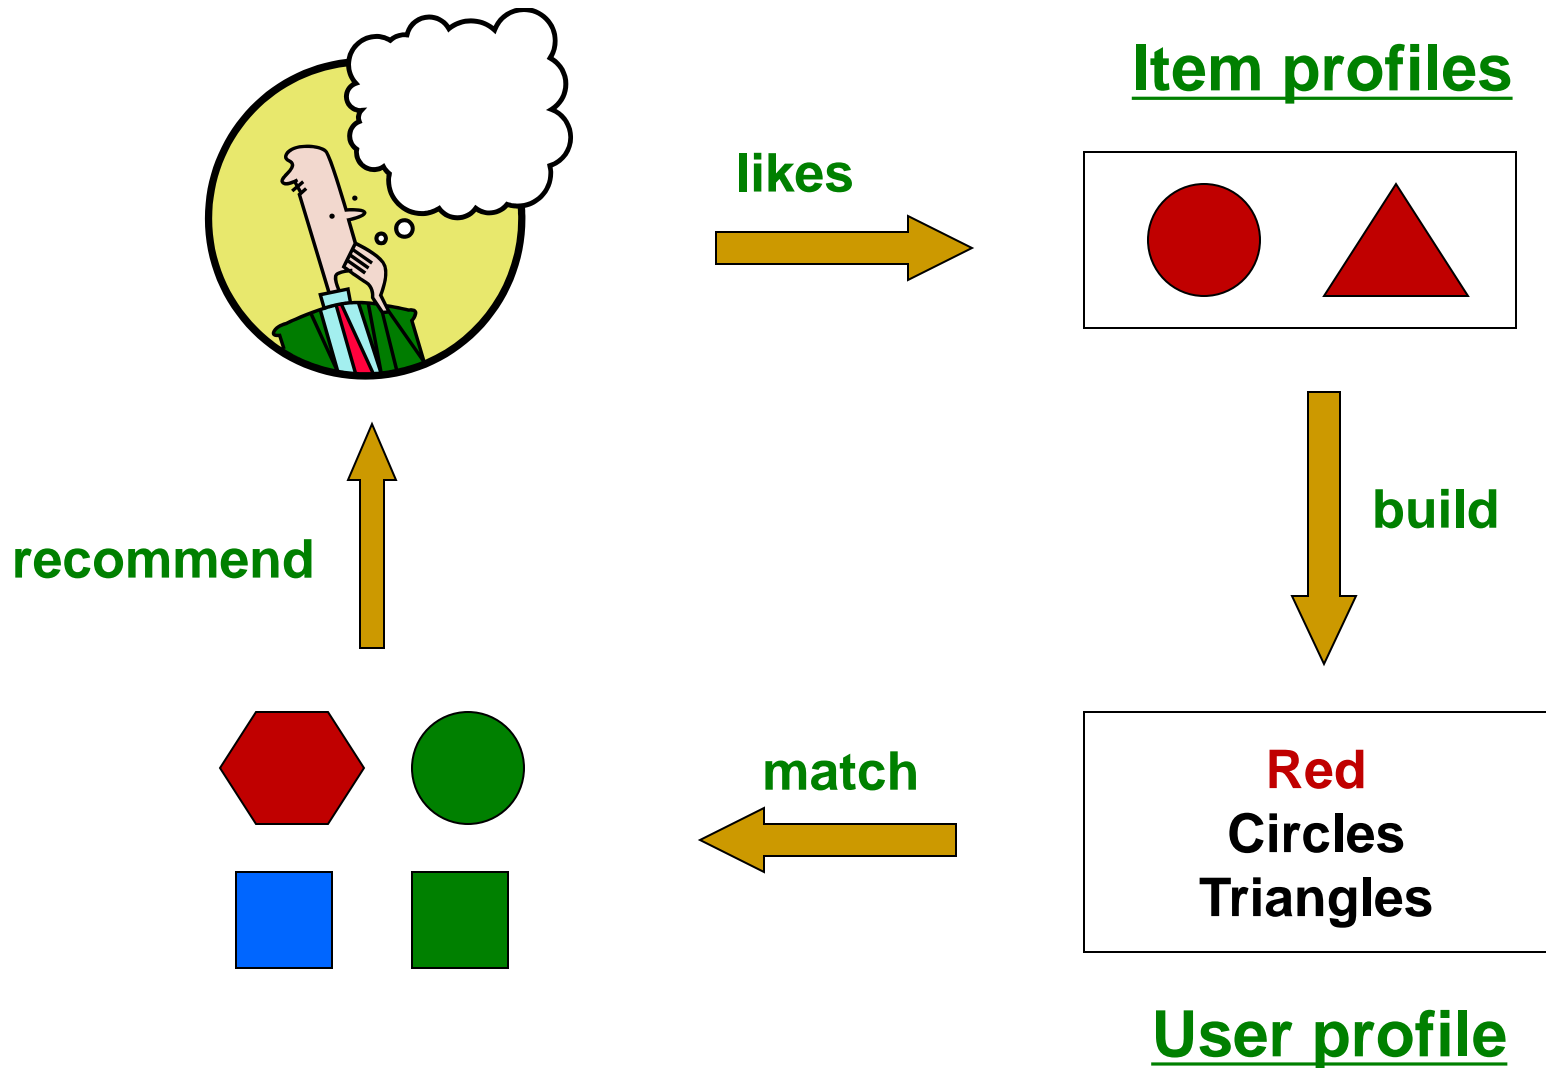 Item profiles
likes
build
recommend
match
Red
Circles
Triangles
User profile